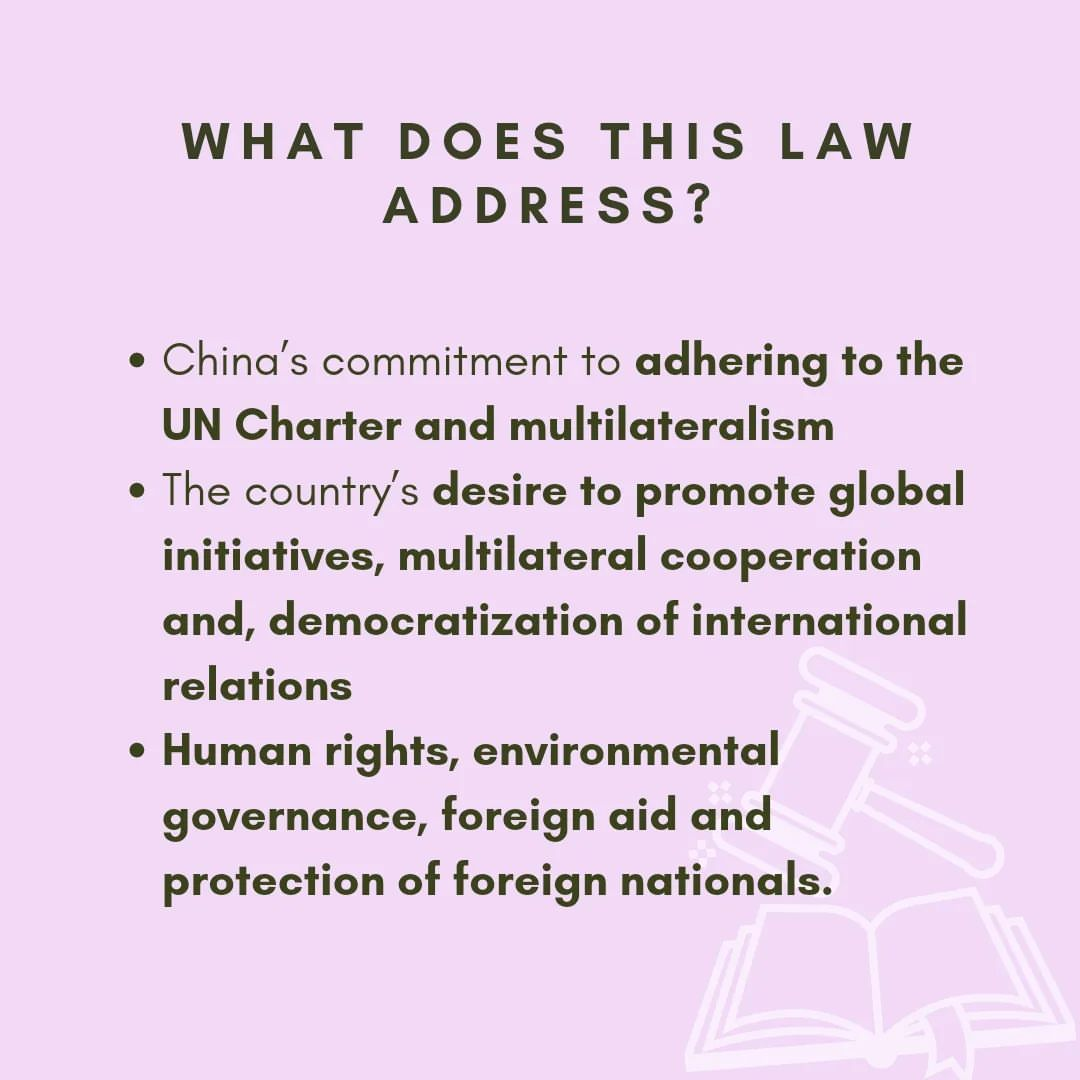 WHAT DOES THIS LAW
ADDRESS?
• China's commitment to adhering to the
UN Charter and multilateralism
• The country's desire to promote global
initiatives, multilateral cooperation
and, democratization of international
relations
• Human rights, environmental
governance, foreign aid and
protection of foreign nationals.